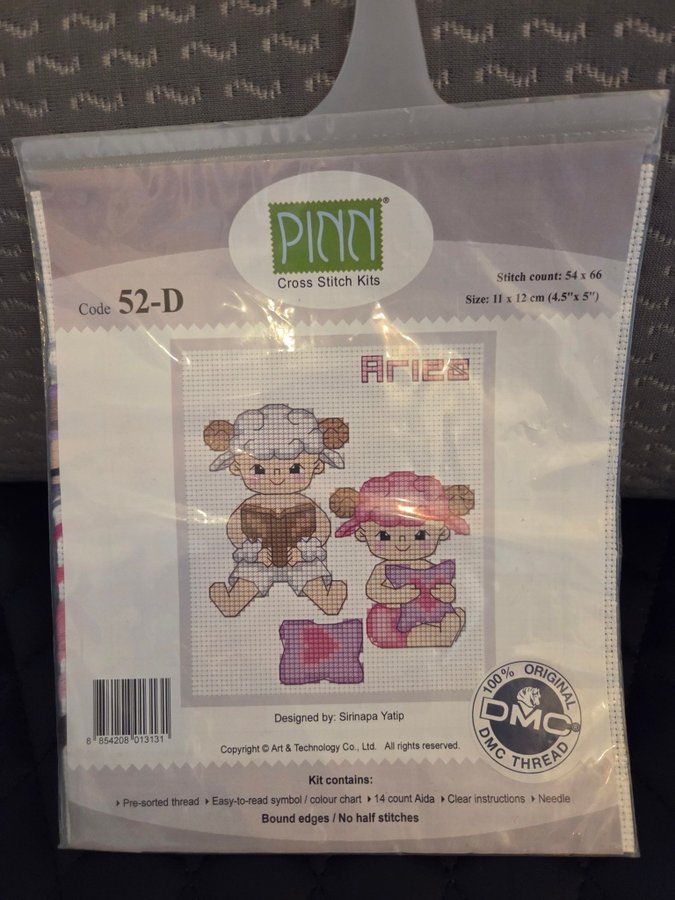 PINN®
Cross Stitch Kits
Code 52-D
Stitch count: 54 x 66
Size: 11 x 12 cm (4.5"x 5")
Aries
100% ORIGINAL
DMC®
DMC THREAD
8 854208 013131
Designed by: Sirinapa Yatip
Copyright © Art & Technology Co., Ltd. All rights reserved.
Kit contains:
Pre-sorted thread Easy-to-read symbol / colour chart 14 count Aida Clear instructions Needle
Bound edges / No half stitches